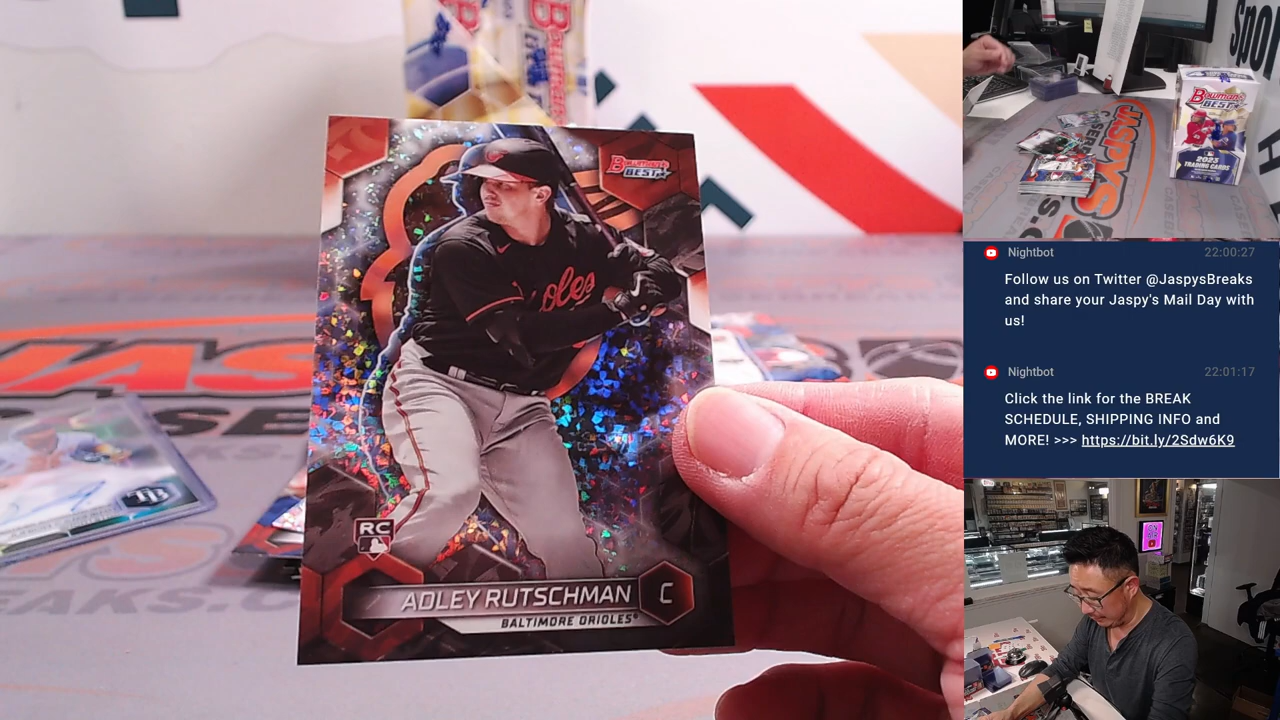 Bowman's
BEST
oles
RC
ADLEY RUTSCHMAN
C
BALTIMORE ORIOLES
JASPYS
CASEBREAKS
Bowman's
BEST
2023
TRADING CARDS
Nightbot
22:00:27
Follow us on Twitter @JaspysBreaks
and share your Jaspy's Mail Day with
us!
Nightbot
22:01:17
Click the link for the BREAK
SCHEDULE, SHIPPING INFO and
MORE! >>> https://bit.ly/2Sdw6K9